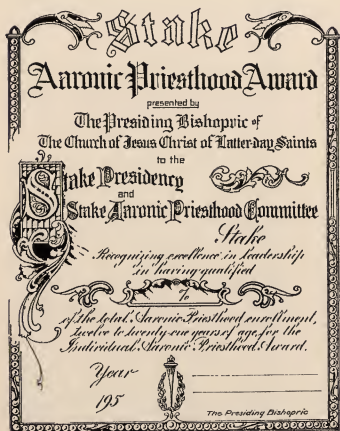 Stake
Aaronic Priesthood Award
presented by
The Presiding Bishopric of
The Church of Jesus Christ of Latter-day Saints
to the
Stake Presidency
and
Stake Aaronic Priesthood Committee
Stake
Recognizing excellence in leadership
in having qualified
%
of the total Aaronic Priesthood enrollment,
twelve to twenty-one years of age, for the
Individual Aaronic Priesthood Award.
Year
195
The Presiding Bishopric